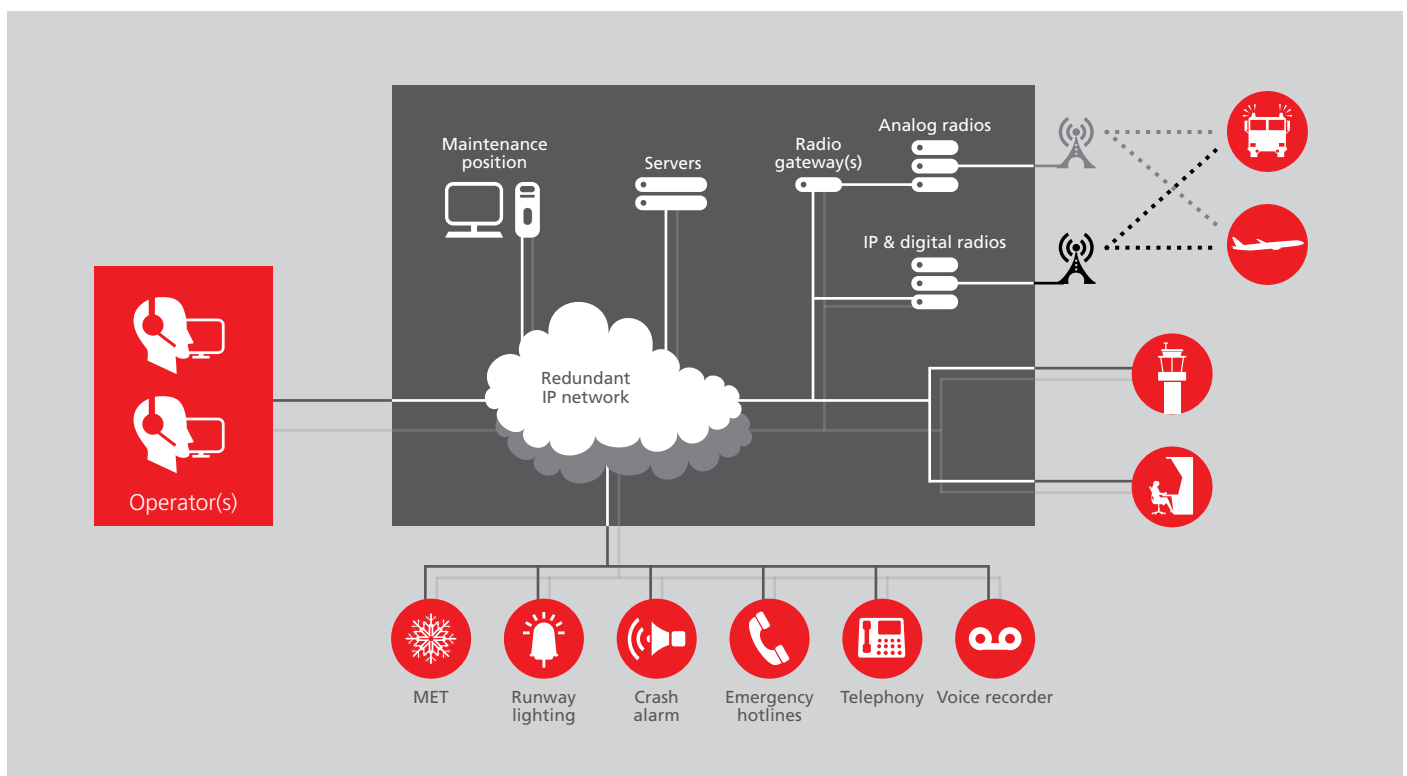 Analog radios
Maintenance
position
Servers
Radio
gateway(s)
IP & digital radios
Redundant
IP network
Operator(s)
MET
Runway
lighting
Crash
alarm
Emergency
hotlines
Telephony
Voice recorder